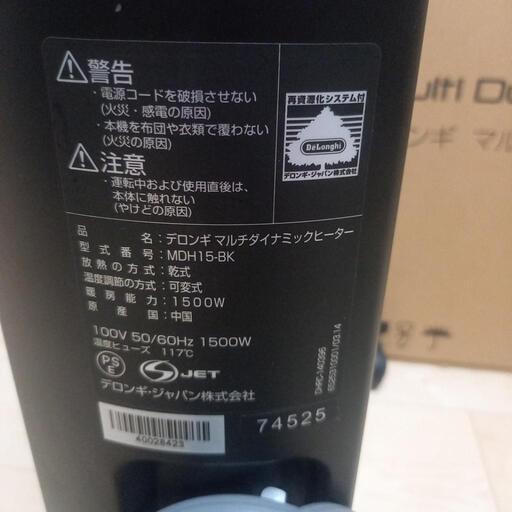 警告
・電源コードを破損させない
(火災・感電の原因)
・本機を布団や衣類で覆わない
(火災の原因)
注意
・運転中および使用直後は、
本体に触れない
(やけどの原因)
再資源化システム付
DeLonghi
デロンギ・ジャパン株式会社
品名：デロンギ マルチダイナミックヒーター
型式番号：MDH15-BK
放熱の方式：乾式
温度調節の方式：可変式
暖房能力：1500W
原産国：中国
100V 50/60Hz 1500W
温度ヒューズ 117℃
PS
E
S JET
デロンギ・ジャパン株式会社
40028423
74525
DHRC-140396
8525310001/03.14
ulti D
ロンギ マル